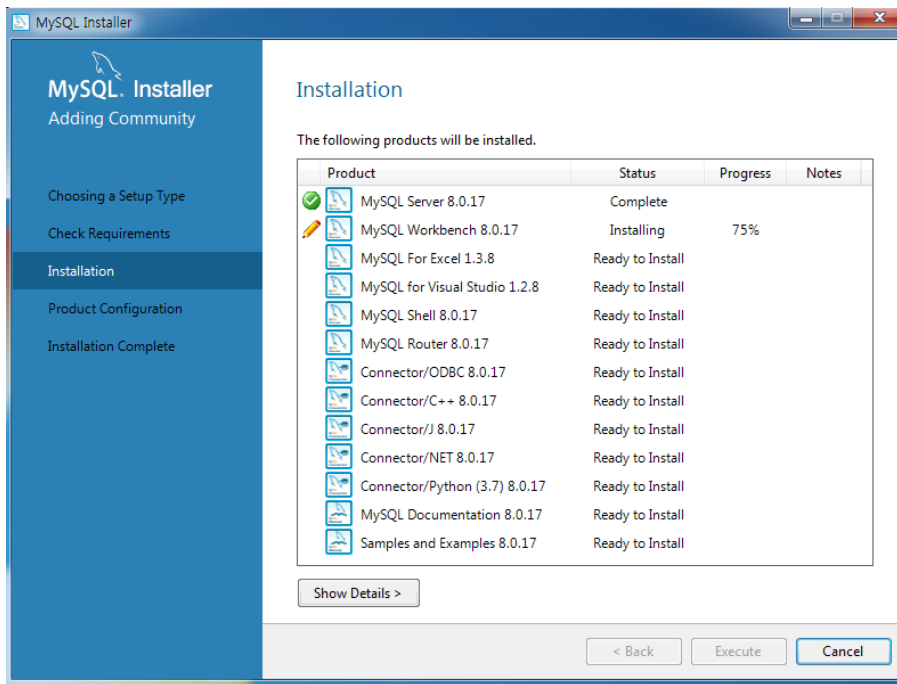 MySQL Installer
MySQL. Installer
Adding Community
Choosing a Setup Type
Check Requirements
Installation
Product Configuration
Installation Complete
Installation
The following products will be installed.
Product Status Progress Notes
MySQL Server 8.0.17 Complete
MySQL Workbench 8.0.17 Installing 75%
MySQL For Excel 1.3.8 Ready to Install
MySQL for Visual Studio 1.2.8 Ready to Install
MySQL Shell 8.0.17 Ready to Install
MySQL Router 8.0.17 Ready to Install
Connector/ODBC 8.0.17 Ready to Install
Connector/C++ 8.0.17 Ready to Install
Connector/J 8.0.17 Ready to Install
Connector/NET 8.0.17 Ready to Install
Connector/Python (3.7) 8.0.17 Ready to Install
MySQL Documentation 8.0.17 Ready to Install
Samples and Examples 8.0.17 Ready to Install
Show Details >
< Back Execute Cancel